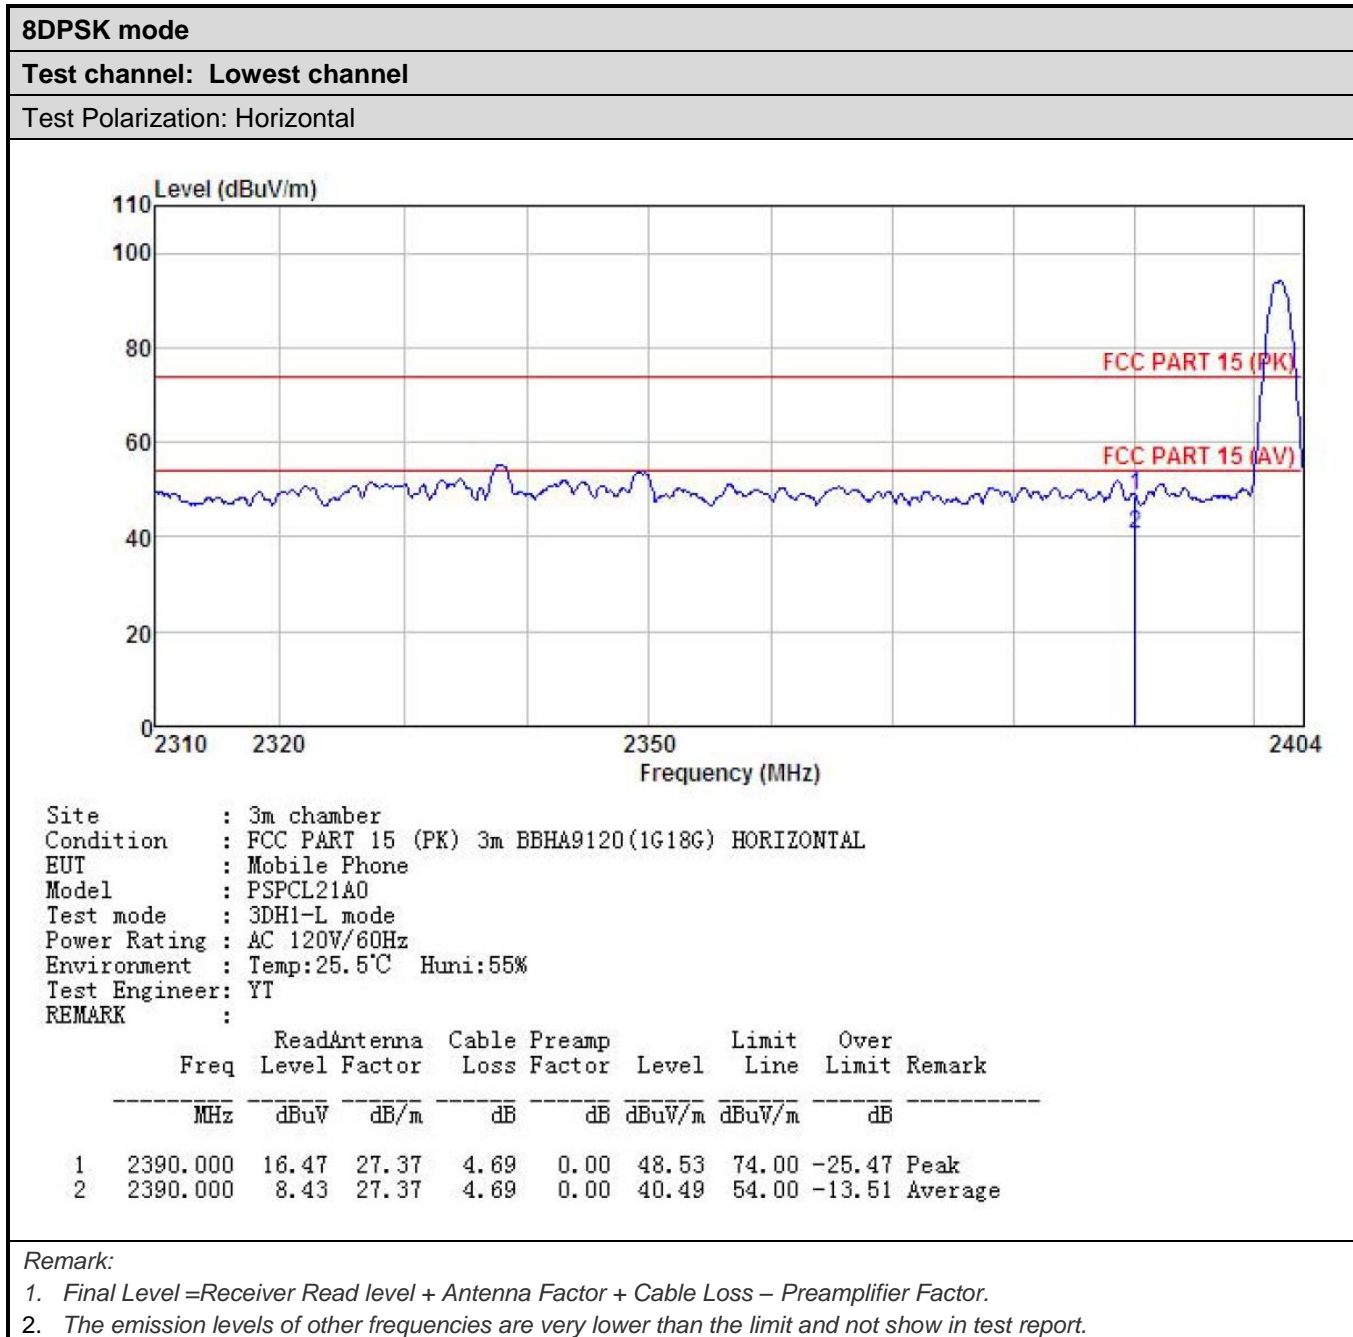 8DPSK mode
Test channel: Lowest channel
Test Polarization: Horizontal
Level (dBuV/m)
110
100
80
FCC PART 15 (PK)
60
FCC PART 15 (AV)
1
2
40
20
0
2310 2320 2350 2404
Frequency (MHz)
Site : 3m chamber
Condition : FCC PART 15 (PK) 3m BBHA9120(1G18G) HORIZONTAL
EUT : Mobile Phone
Model : PSPCL21A0
Test mode : 3DH1-L mode
Power Rating : AC 120V/60Hz
Environment : Temp:25.5°C Huni:55%
Test Engineer: YT
REMARK :
ReadAntenna Cable Preamp Limit Over
Freq Level Factor Loss Factor Level Line Limit Remark
MHz dBuV dB/m dB dB dBuV/m dBuV/m dB
1 2390.000 16.47 27.37 4.69 0.00 48.53 74.00 -25.47 Peak
2 2390.000 8.43 27.37 4.69 0.00 40.49 54.00 -13.51 Average
Remark:
1. Final Level =Receiver Read level + Antenna Factor + Cable Loss – Preamplifier Factor.
2. The emission levels of other frequencies are very lower than the limit and not show in test report.